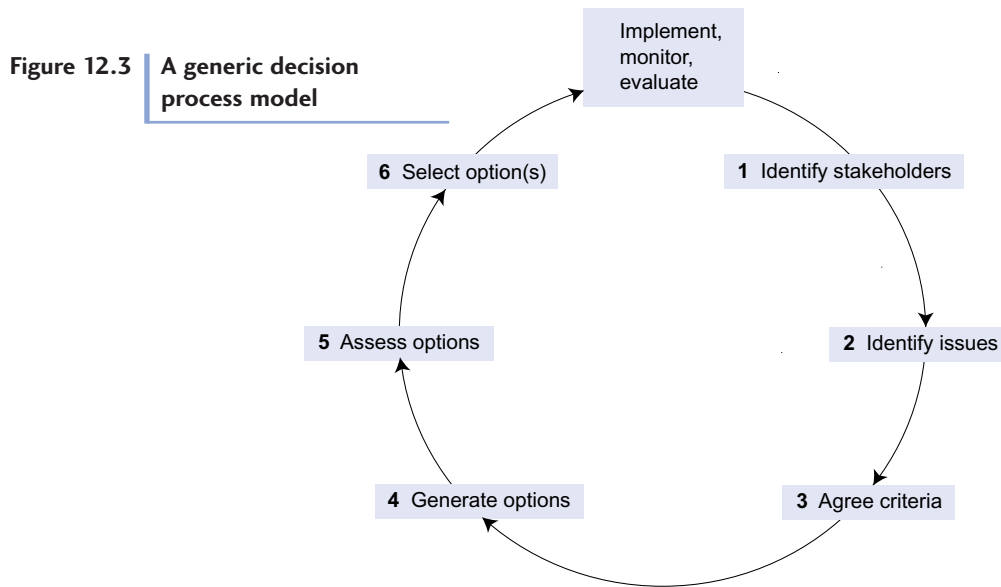 Figure 12.3
A generic decision
process model
Implement,
monitor,
evaluate
1 Identify stakeholders
2 Identify issues
3 Agree criteria
4 Generate options
5 Assess options
6 Select option(s)